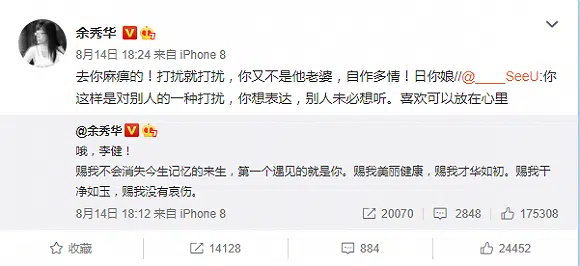 余秀华
8月14日 18:24 来自 iPhone 8
去你麻痹的！打扰就打扰，你又不是他老婆，自作多情！日你娘//@____SeeU:你
这样是对别人的一种打扰，你想表达，别人未必想听。喜欢可以放在心里
@余秀华
哦，李健！
赐我不会消失今生记忆的来生，第一个遇见的就是你。赐我美丽健康，赐我才华如初。赐我干
净如玉，赐我没有哀伤。
8月14日 18:12 来自 iPhone 8 20070 2848 175308
收藏 14128 884 24452